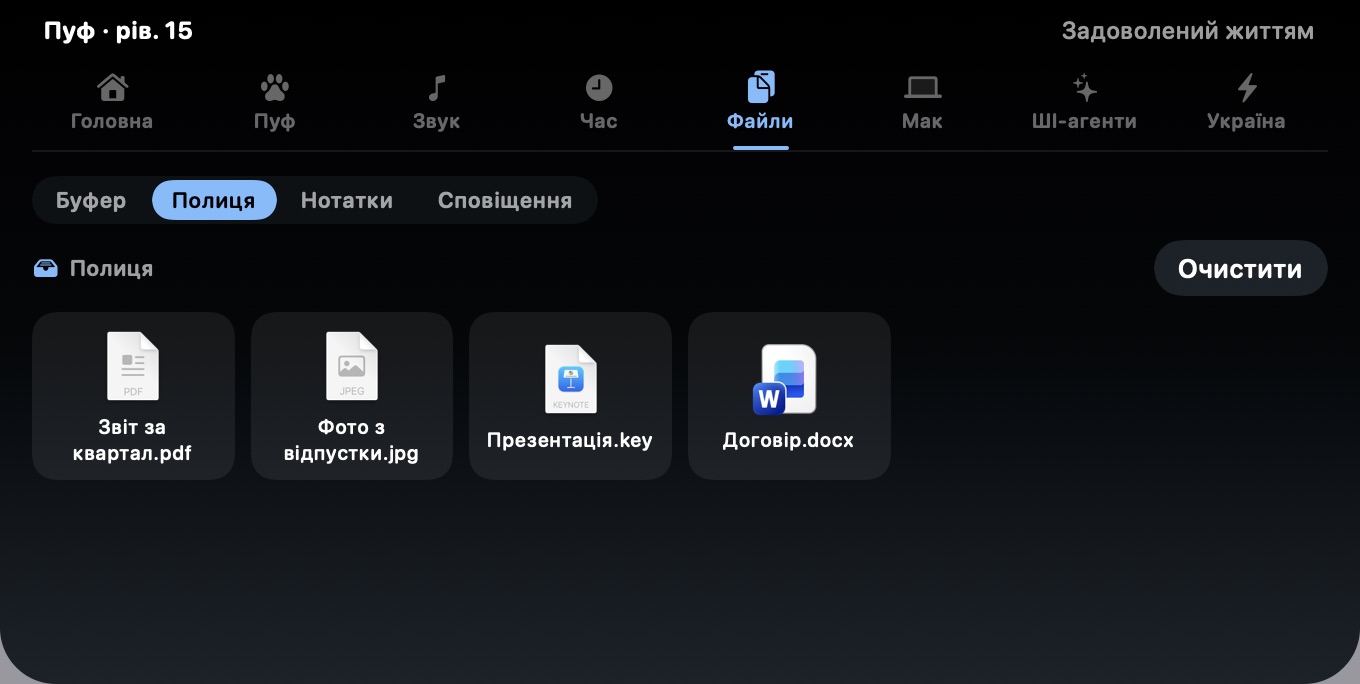 Пуф · рів. 15
Задоволений життям
Головна
Пуф
Звук
Час
Файли
Мак
ШІ-агенти
Україна
Буфер
Полиця
Нотатки
Сповіщення
Полиця
Очистити
PDF
Звіт за
квартал.pdf
JPEG
Фото з
відпустки.jpg
KEYNOTE
Презентація.key
W
Договір.docx